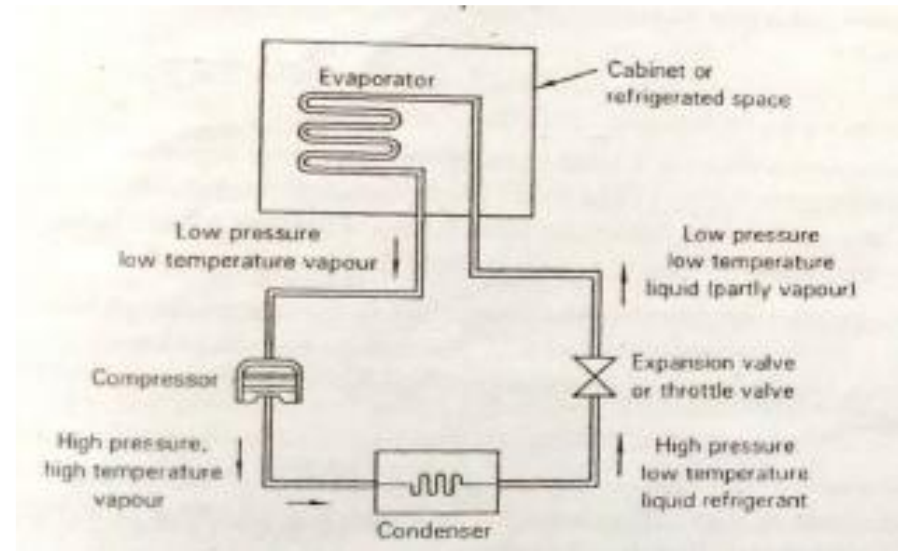 Evaporator
Cabinet or
refrigerated space
Low pressure
low temperature vapour
Low pressure
low temperature
liquid (partly vapour)
Compressor
Expansion valve
or throttle valve
High pressure,
high temperature
vapour
High pressure
low temperature
liquid refrigerant
Condenser